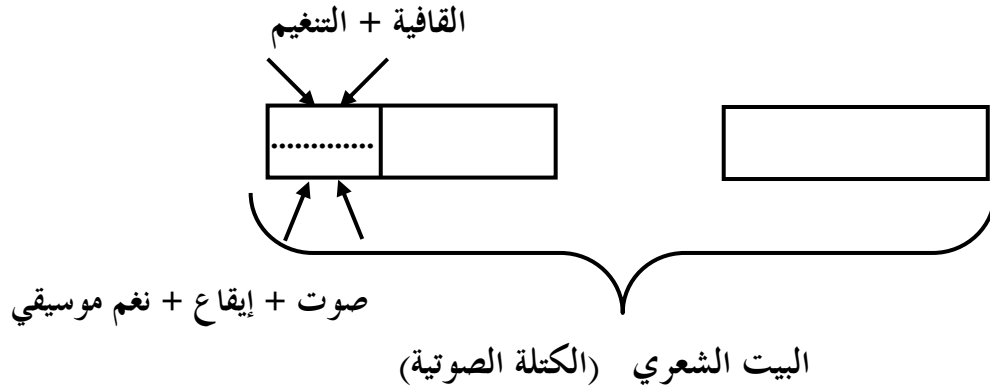 القافية + التنغيم
.............
صوت + إيقاع + نغم موسيقي
البيت الشعري (الكتلة الصوتية)